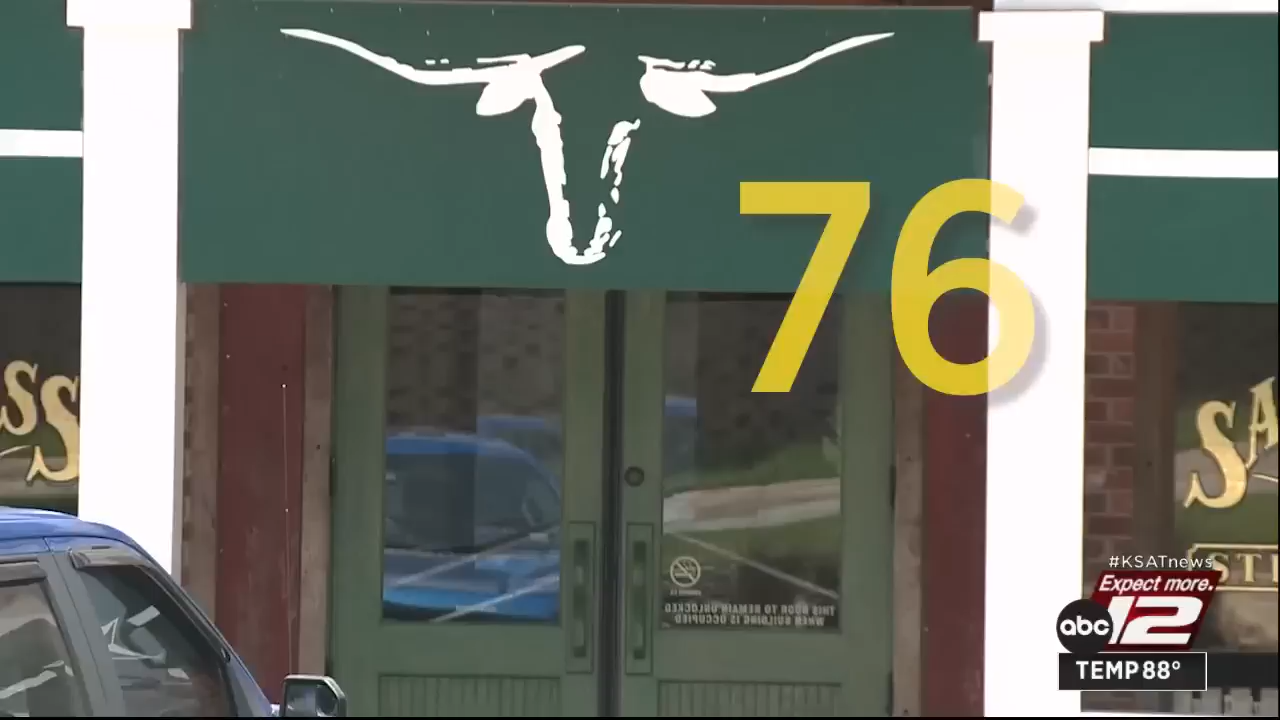 76
SS
SA
ST
THIS DOOR TO REMAIN UNLOCKED
WHEN BUILDING IS OCCUPIED
#KSATnews
Expect more.
abc 12
TEMP 88°